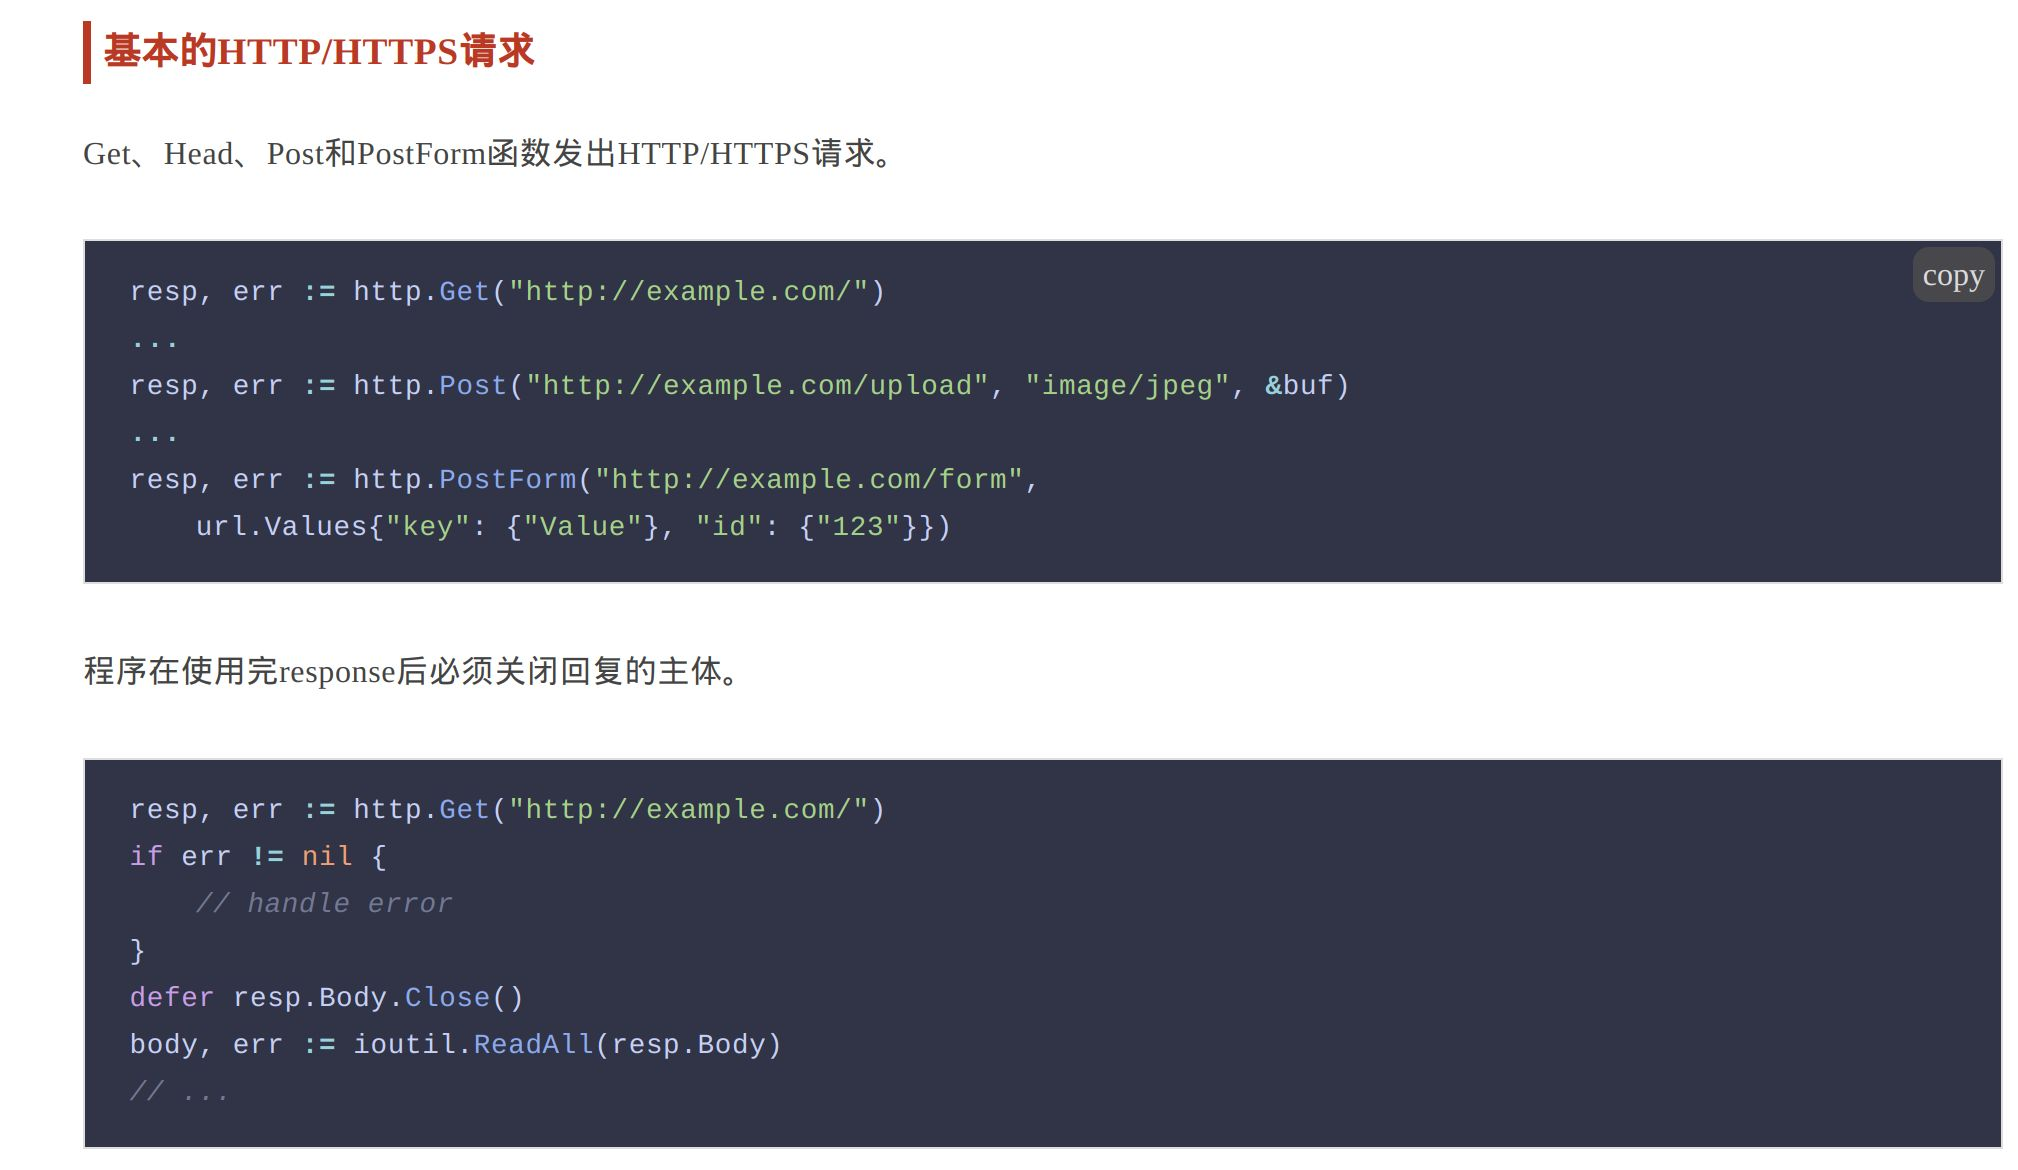 基本的HTTP/HTTPS请求
Get、Head、Post和PostForm函数发出HTTP/HTTPS请求。
copy
resp, err := http.Get("http://example.com/")
...
resp, err := http.Post("http://example.com/upload", "image/jpeg", &buf)
...
resp, err := http.PostForm("http://example.com/form",
    url.Values{"key": {"Value"}, "id": {"123"}})
程序在使用完response后必须关闭回复的主体。
resp, err := http.Get("http://example.com/")
if err != nil {
    // handle error
}
defer resp.Body.Close()
body, err := ioutil.ReadAll(resp.Body)
// ...